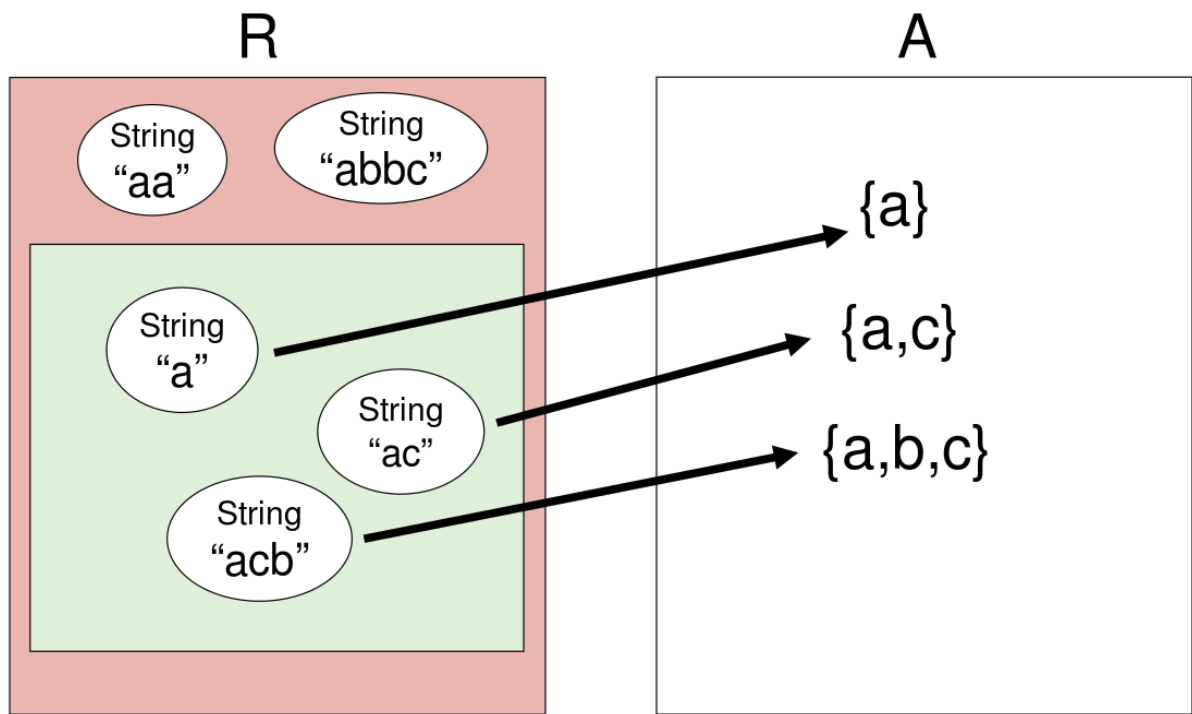 R
A
String
“aa”
String
“abbc”
String
“a”
String
“ac”
String
“acb”
{a}
{a,c}
{a,b,c}